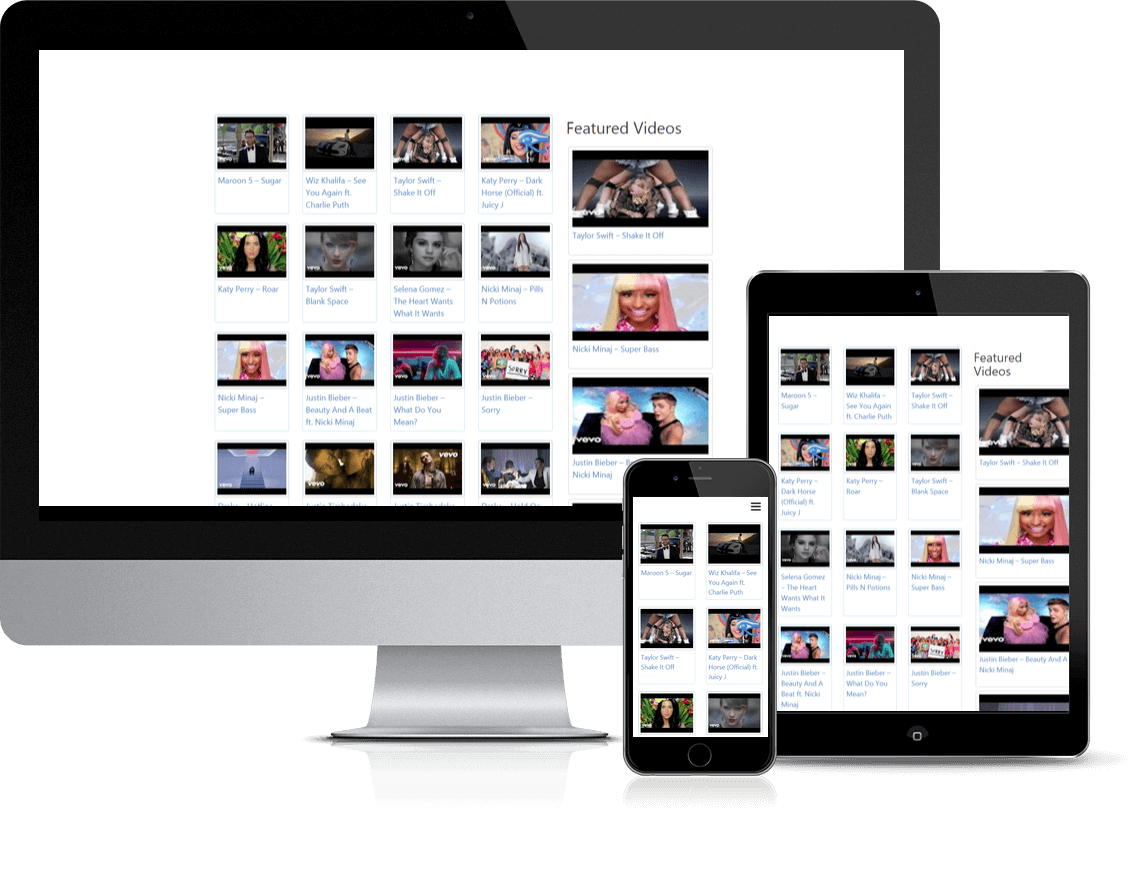 Maroon 5 – Sugar
Wiz Khalifa – See
You Again ft.
Charlie Puth
Taylor Swift –
Shake It Off
Katy Perry – Dark
Horse (Official) ft.
Juicy J
Katy Perry – Roar
Taylor Swift –
Blank Space
Selena Gomez –
The Heart Wants
What It Wants
Nicki Minaj – Pills
N Potions
Nicki Minaj –
Super Bass
Justin Bieber –
Beauty And A Beat
ft. Nicki Minaj
Justin Bieber –
What Do You
Mean?
SORRY
Justin Bieber –
Sorry
vevo
Featured Videos
Taylor Swift – Shake It Off
Nicki Minaj – Super Bass
vevo
Justin Bieber –
Nicki Minaj
Maroon 5 – Sugar
Wiz Khalifa – See
You Again ft.
Charlie Puth
Taylor Swift –
Shake It Off
Katy Perry – Dark
Horse (Official) ft.
Juicy J
Maroon 5 –
Sugar
Wiz Khalifa –
See You Again
ft. Charlie Puth
Taylor Swift –
Shake It Off
Katy Perry –
Dark Horse
(Official) ft.
Juicy J
Katy Perry –
Roar
Taylor Swift –
Blank Space
Selena Gomez
– The Heart
Wants What It
Wants
Nicki Minaj –
Pills N Potions
Nicki Minaj –
Super Bass
Justin Bieber –
Beauty And A
Beat ft. Nicki
Minaj
Justin Bieber –
What Do You
Mean?
Justin Bieber –
Sorry
Featured
Videos
Taylor Swift – Shake It Off
Nicki Minaj – Super Bass
vevo
Justin Bieber – Beauty And A
Nicki Minaj